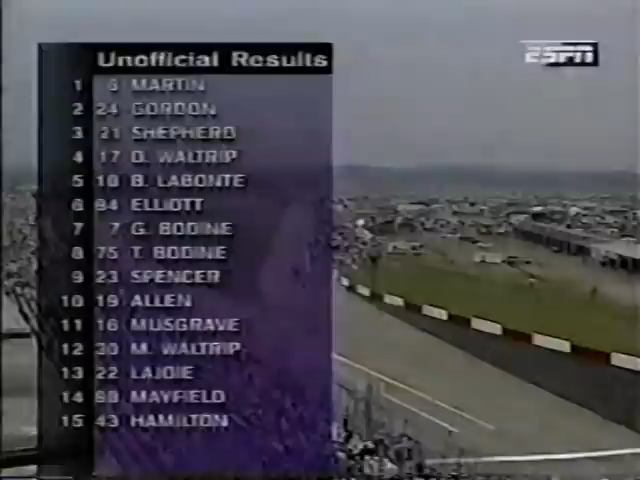 ESPN
Unofficial Results
1 6 MARTIN
2 24 GORDON
3 21 SHEPHERD
4 17 D. WALTRIP
5 18 B. LABONTE
6 94 ELLIOTT
7 7 G. BODINE
8 75 T. BODINE
9 23 SPENCER
10 19 ALLEN
11 16 MUSGRAVE
12 30 M. WALTRIP
13 22 LAJOIE
14 98 MAYFIELD
15 43 HAMILTON